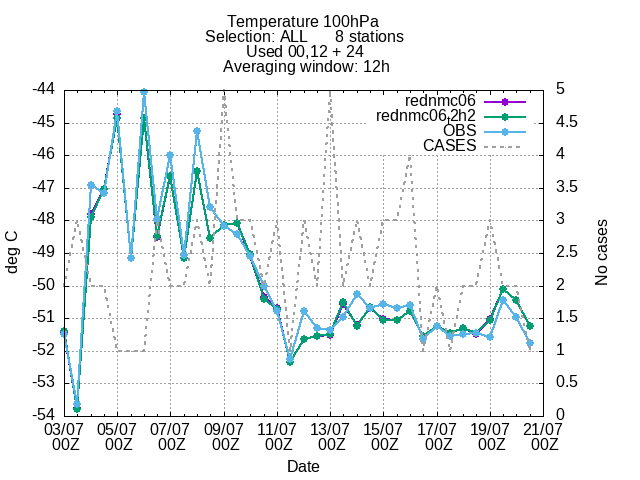 Temperature 100hPa
Selection: ALL 8 stations
Used 00,12 + 24
Averaging window: 12h
rednmc06
rednmc06,2h2
OBS
CASES
deg C
No cases
-44
-45
-46
-47
-48
-49
-50
-51
-52
-53
-54
5
4.5
4
3.5
3
2.5
2
1.5
1
0.5
0
03/07 05/07 07/07 09/07 11/07 13/07 15/07 17/07 19/07 21/07
00Z 00Z 00Z 00Z 00Z 00Z 00Z 00Z 00Z 00Z
Date